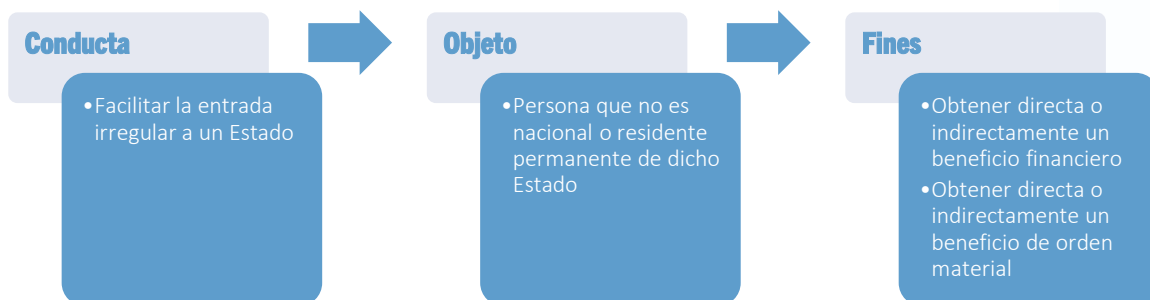 Conducta
•Facilitar la entrada
irregular a un Estado
Objeto
•Persona que no es
nacional o residente
permanente de dicho
Estado
Fines
•Obtener directa o
indirectamente un
beneficio financiero
•Obtener directa o
indirectamente un
beneficio de orden
material